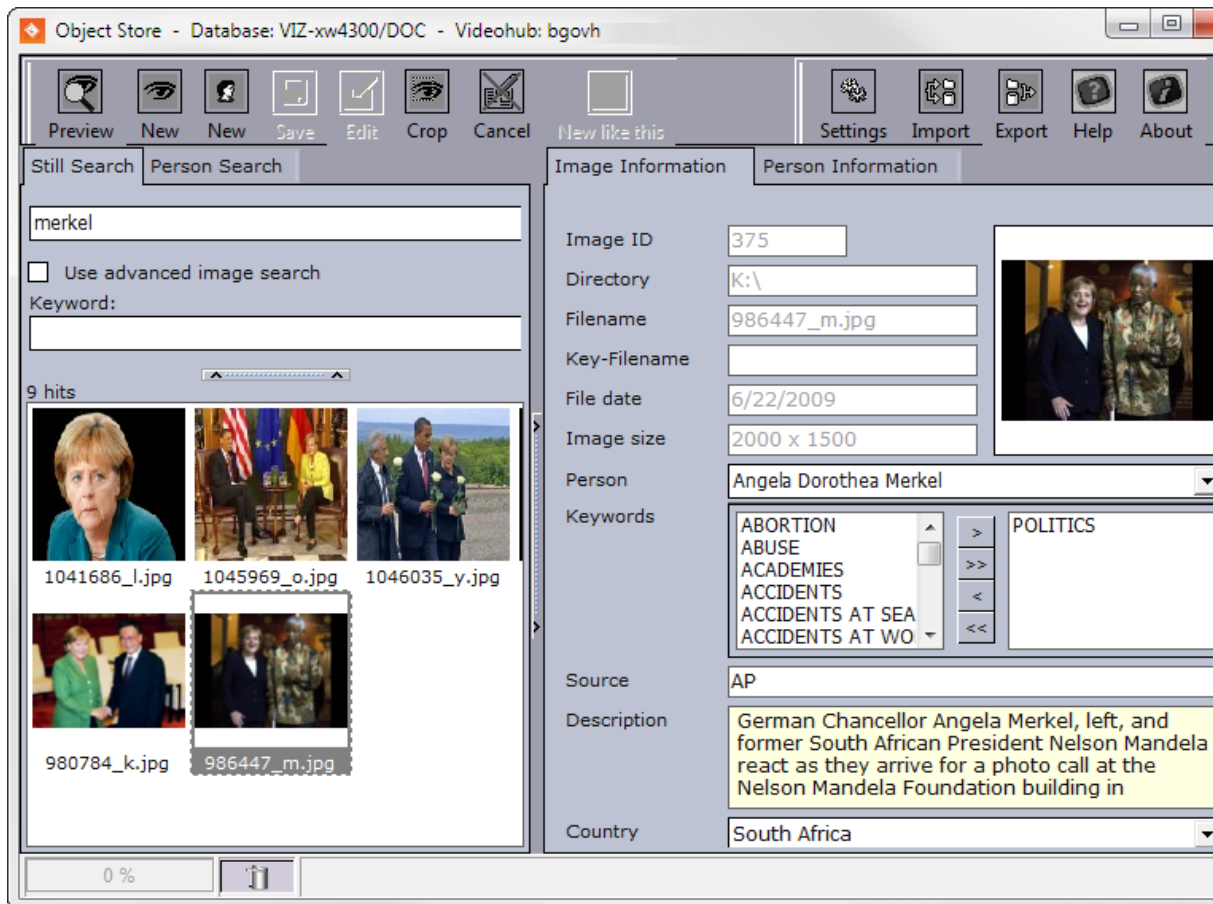 Object Store - Database: VIZ-xw4300/DOC - Videohub: bgovh
Preview New New Save Edit Crop Cancel New like this Settings Import Export Help About
Still Search Person Search
merkel
Use advanced image search
Keyword:
9 hits
1041686_l.jpg 1045969_o.jpg 1046035_y.jpg
980784_k.jpg 986447_m.jpg
0 %
Image Information Person Information
Image ID 375
Directory K:\
Filename 986447_m.jpg
Key-Filename
File date 6/22/2009
Image size 2000 x 1500
Person Angela Dorothea Merkel
Keywords
ABORTION
ABUSE
ACADEMIES
ACCIDENTS
ACCIDENTS AT SEA
ACCIDENTS AT WO
>
>>
<
<<
POLITICS
Source AP
Description German Chancellor Angela Merkel, left, and
former South African President Nelson Mandela
react as they arrive for a photo call at the
Nelson Mandela Foundation building in
Country South Africa